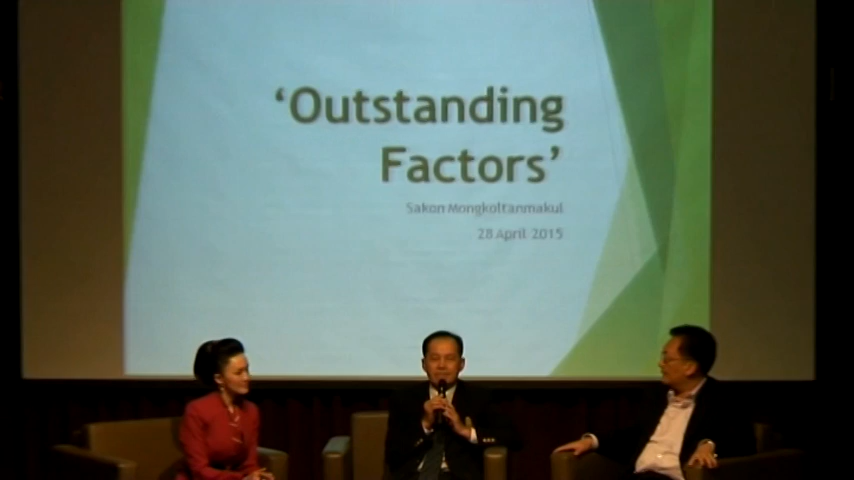 ‘Outstanding
Factors’
Sakon Mongkoltanmakul
28 April 2015